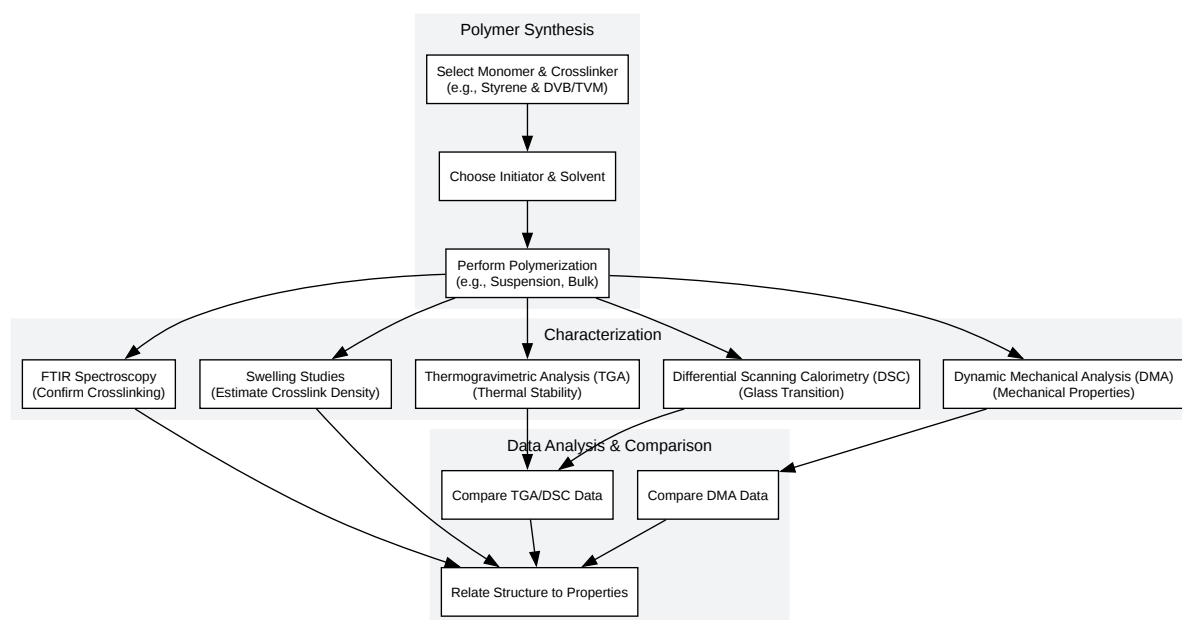 Polymer Synthesis
Select Monomer & Crosslinker
(e.g., Styrene & DVB/TVM)
Choose Initiator & Solvent
Perform Polymerization
(e.g., Suspension, Bulk)
Characterization
FTIR Spectroscopy
(Confirm Crosslinking)
Swelling Studies
(Estimate Crosslink Density)
Thermogravimetric Analysis (TGA)
(Thermal Stability)
Differential Scanning Calorimetry (DSC)
(Glass Transition)
Dynamic Mechanical Analysis (DMA)
(Mechanical Properties)
Data Analysis & Comparison
Compare TGA/DSC Data
Compare DMA Data
Relate Structure to Properties